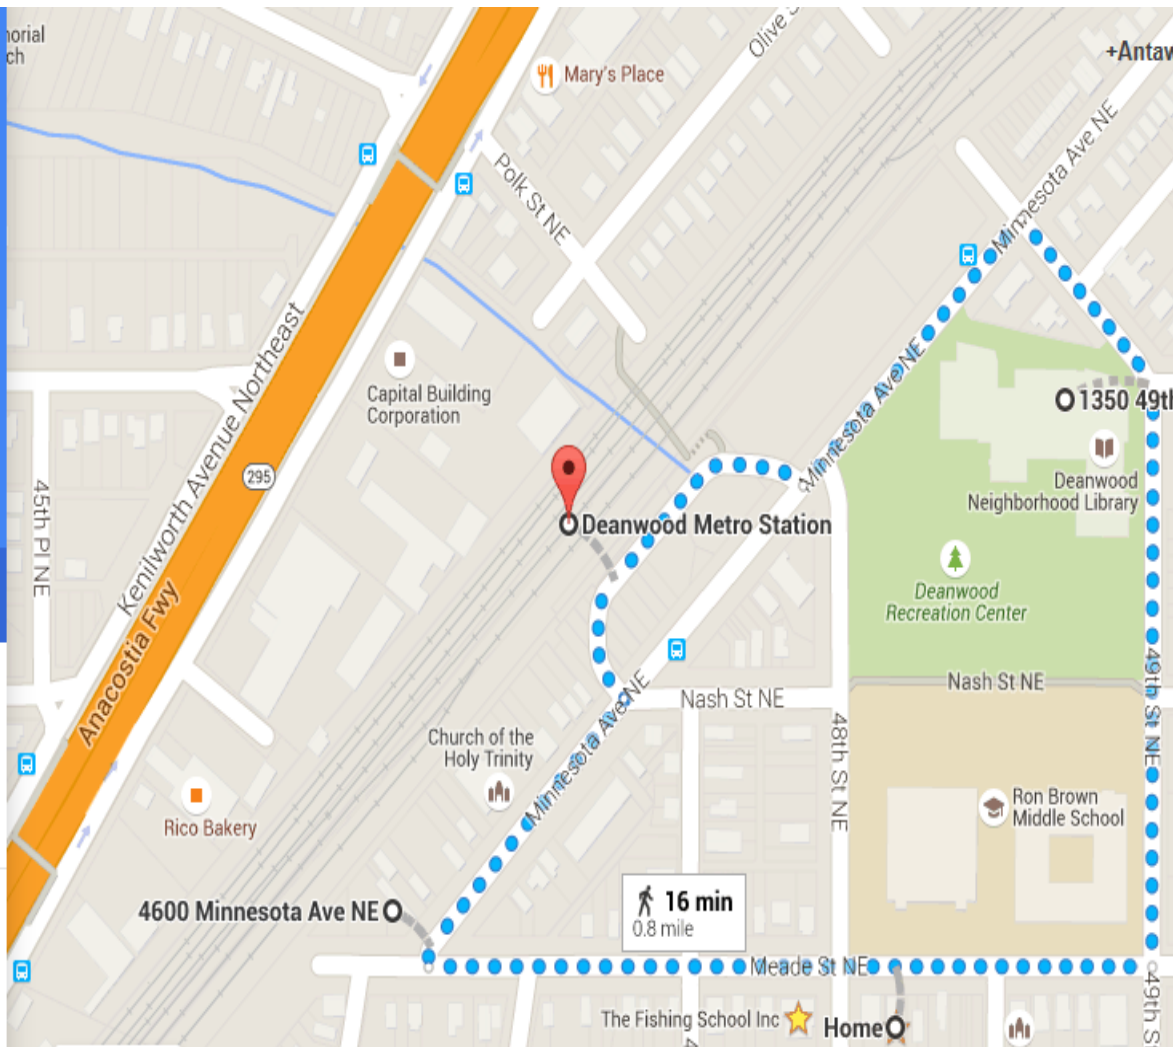 Olive S
+Antaw
Mary's Place
Minnesota Ave NE
Polk St NE
Kenilworth Avenue Northeast
Capital Building
Corporation
Minnesota Ave NE
1350 49th
Deanwood
Neighborhood Library
295
45th Pl NE
Deanwood Metro Station
Deanwood
Recreation Center
Anacostia Fwy
Nash St NE
Nash St NE
49th St NE
Church of the
Holy Trinity
Minnesota Ave NE
48th St NE
Ron Brown
Middle School
Rico Bakery
16 min
0.8 mile
4600 Minnesota Ave NE
Meade St NE
49th S
The Fishing School Inc
Home